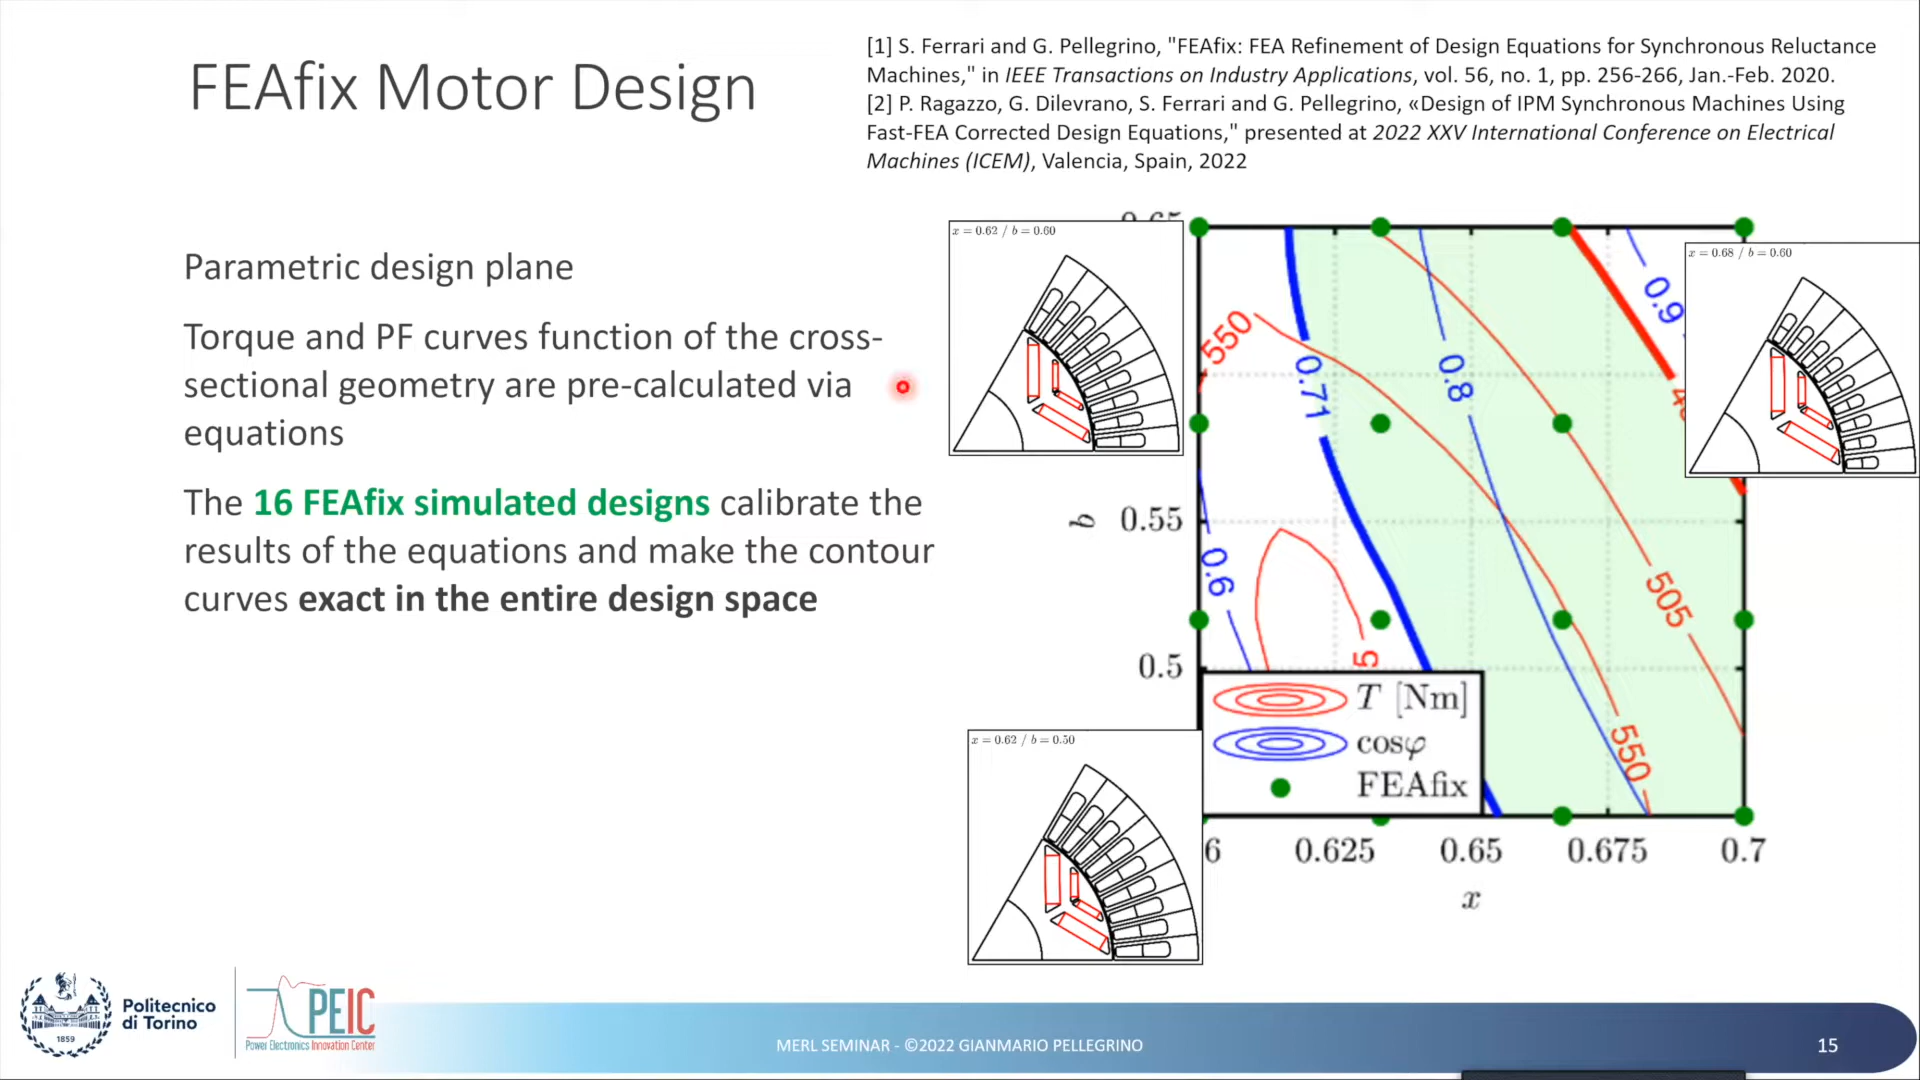 FEAfix Motor Design
[1] S. Ferrari and G. Pellegrino, "FEAfix: FEA Refinement of Design Equations for Synchronous Reluctance
Machines," in IEEE Transactions on Industry Applications, vol. 56, no. 1, pp. 256-266, Jan.-Feb. 2020.
[2] P. Ragazzo, G. Dilevrano, S. Ferrari and G. Pellegrino, «Design of IPM Synchronous Machines Using
Fast-FEA Corrected Design Equations," presented at 2022 XXV International Conference on Electrical
Machines (ICEM), Valencia, Spain, 2022
Parametric design plane
Torque and PF curves function of the cross-
sectional geometry are pre-calculated via
equations
The 16 FEAfix simulated designs calibrate the
results of the equations and make the contour
curves exact in the entire design space
x = 0.62 / b = 0.60
x = 0.68 / b = 0.60
x = 0.62 / b = 0.50
550
0.71
0.8
0.9
0.6
5
505
550
b
0.55
0.5
T [Nm]
cosφ
FEAfix
6
0.625
0.65
0.675
0.7
x
Politecnico
di Torino
1859
PEIC
Power Electronics Innovation Center
MERL SEMINAR - ©2022 GIANMARIO PELLEGRINO
15